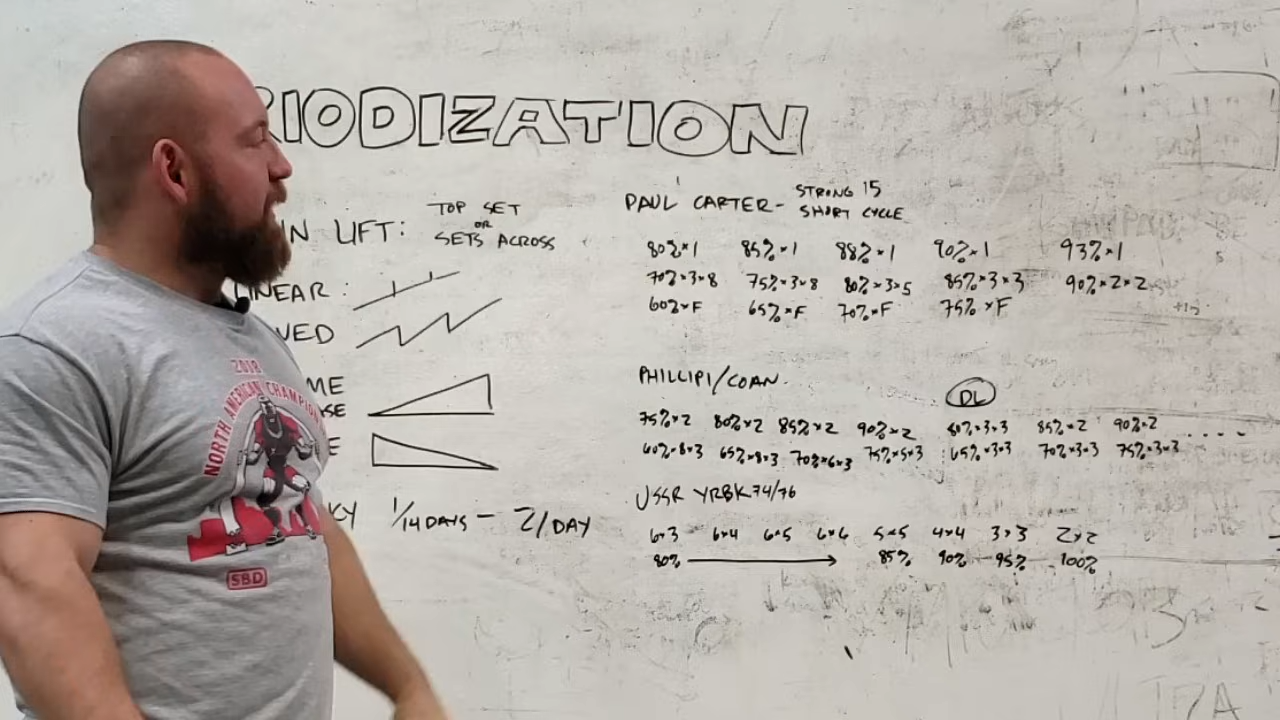 RIODIZATION
IN LIFT: TOP SET
OR
SETS ACROSS
LINEAR:
VED
ME
SE
E
KY 1/14 DAYS — 2/DAY
PAUL CARTER - STRONG 15
SHORT CYCLE
80%×1 85%×1 88%×1 90%×1 93%×1
70%×3×8 75%×3×8 80%×3×5 85%×3×3 90%×2×2
60%×F 65%×F 70%×F 75%×F
PHILLIPI/COAN.
DL
75%×2 80%×2 85%×2 90%×2 80%×3×3 85%×2 90%×2 ....
60%×8×3 65%×8×3 70%×6×3 75%×5×3 65%×3×3 70%×3×3 75%×3×3
USSR YRBK 74/76
6×3 6×4 6×5 6×6 5×5 4×4 3×3 2×2
80% 85% 90% 95% 100%
2018
NORTH AMERICAN CHAMPIO
SBD